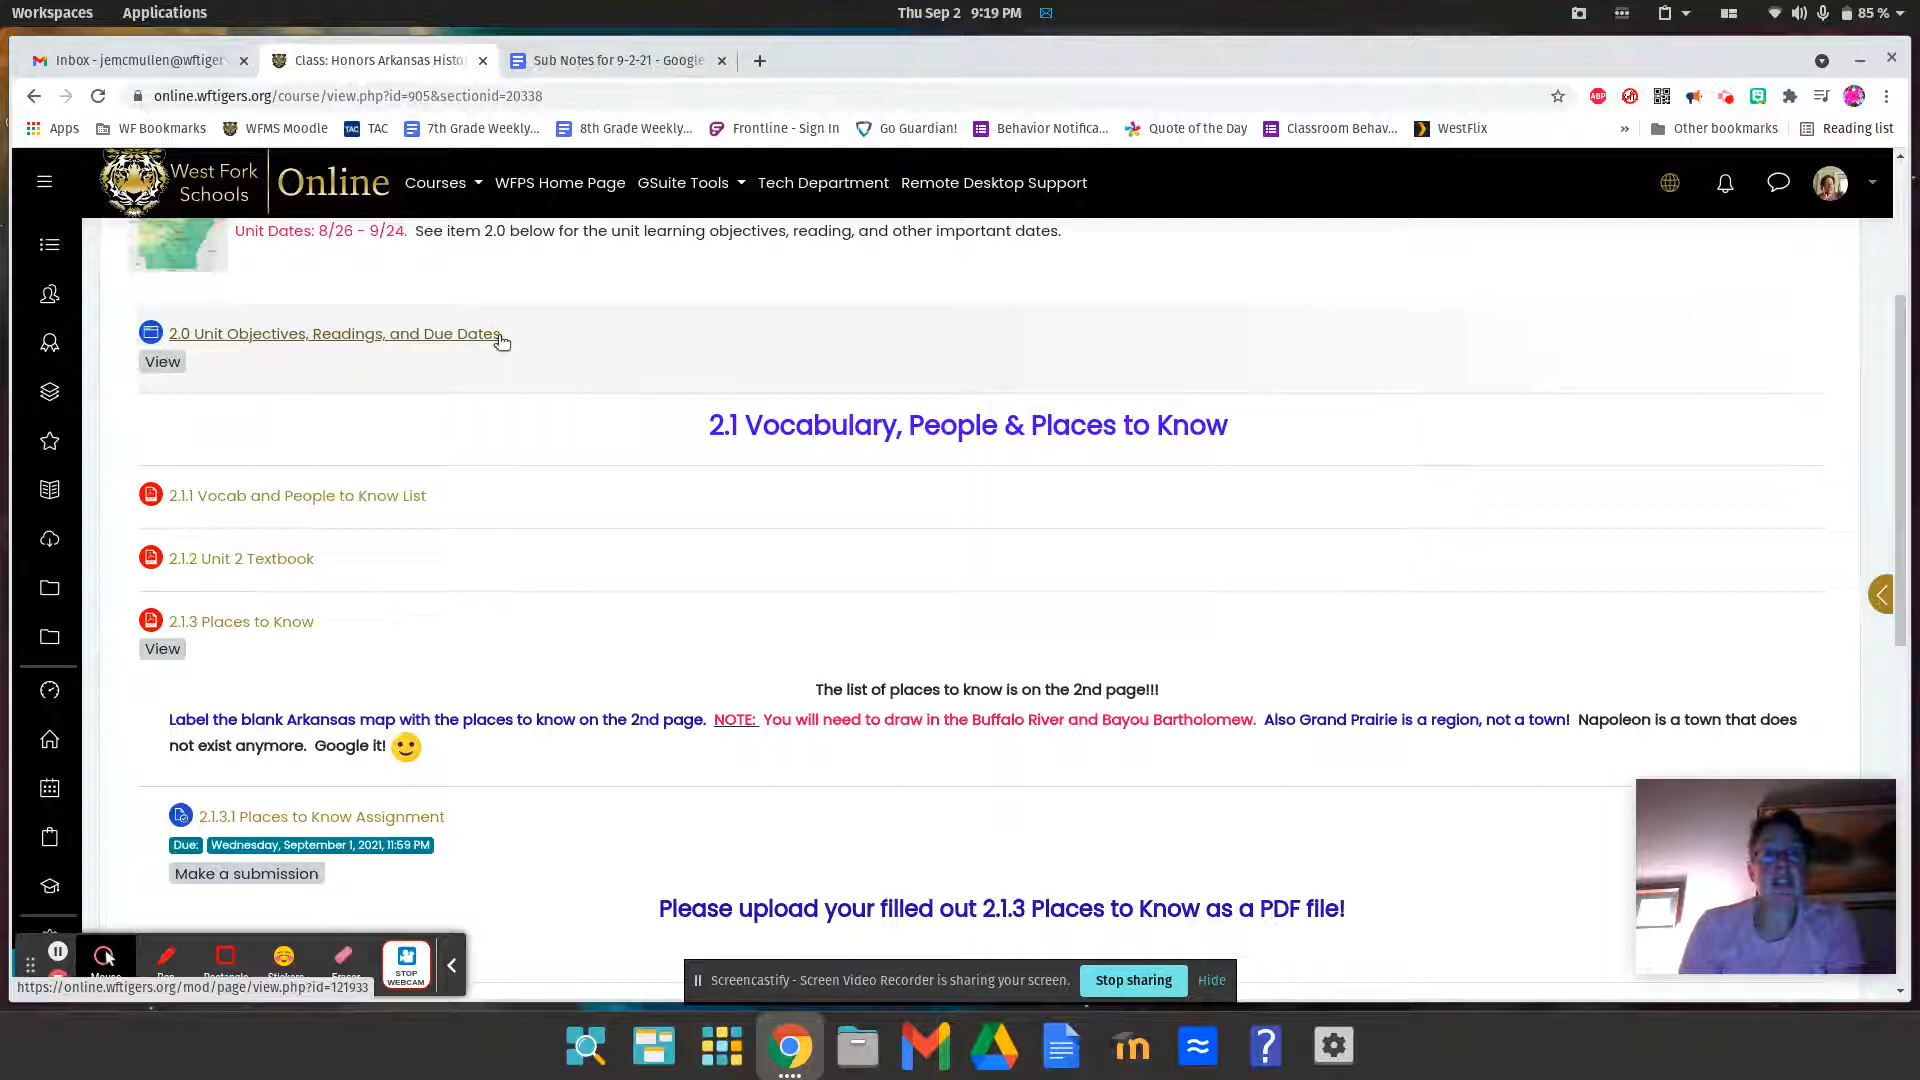 Workspaces Applications Thu Sep 2 9:19 PM 85 %
Inbox - jemcmullen@wftiger Class: Honors Arkansas Histo Sub Notes for 9-2-21 - Google
online.wftigers.org/course/view.php?id=905&sectionid=20338 ABP
Apps WF Bookmarks WFMS Moodle TAC TAC 7th Grade Weekly... 8th Grade Weekly... Frontline - Sign In Go Guardian! Behavior Notifica... Quote of the Day Classroom Behav... WestFlix » Other bookmarks Reading list
West Fork Schools Online Courses WFPS Home Page GSuite Tools Tech Department Remote Desktop Support
Unit Dates: 8/26 - 9/24. See item 2.0 below for the unit learning objectives, reading, and other important dates.
2.0 Unit Objectives, Readings, and Due Dates
View
2.1 Vocabulary, People & Places to Know
2.1.1 Vocab and People to Know List
2.1.2 Unit 2 Textbook
2.1.3 Places to Know
View
The list of places to know is on the 2nd page!!!
Label the blank Arkansas map with the places to know on the 2nd page. NOTE: You will need to draw in the Buffalo River and Bayou Bartholomew. Also Grand Prairie is a region, not a town! Napoleon is a town that does
not exist anymore. Google it!
2.1.3.1 Places to Know Assignment
Due: Wednesday, September 1, 2021, 11:59 PM
Make a submission
Please upload your filled out 2.1.3 Places to Know as a PDF file!
STOP WEBCAM
https://online.wftigers.org/mod/page/view.php?id=121933
Screencastify - Screen Video Recorder is sharing your screen. Stop sharing Hide